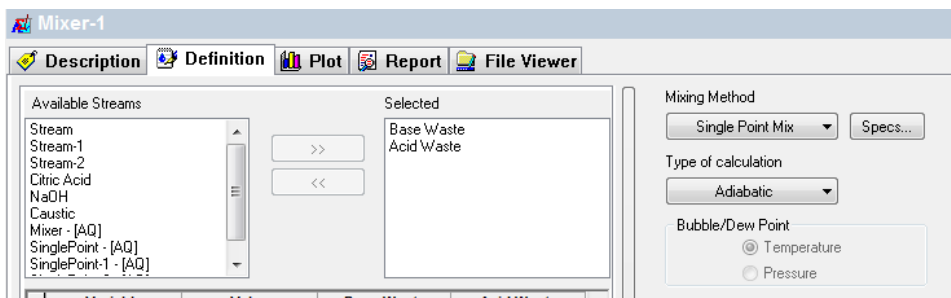 Mixer-1
Description Definition Plot Report File Viewer
Available Streams
Stream
Stream-1
Stream-2
Citric Acid
NaOH
Caustic
Mixer - [AQ]
SinglePoint - [AQ]
SinglePoint-1 - [AQ]
>>
<<
Selected
Base Waste
Acid Waste
Mixing Method
Single Point Mix Specs...
Type of calculation
Adiabatic
Bubble/Dew Point
Temperature
Pressure